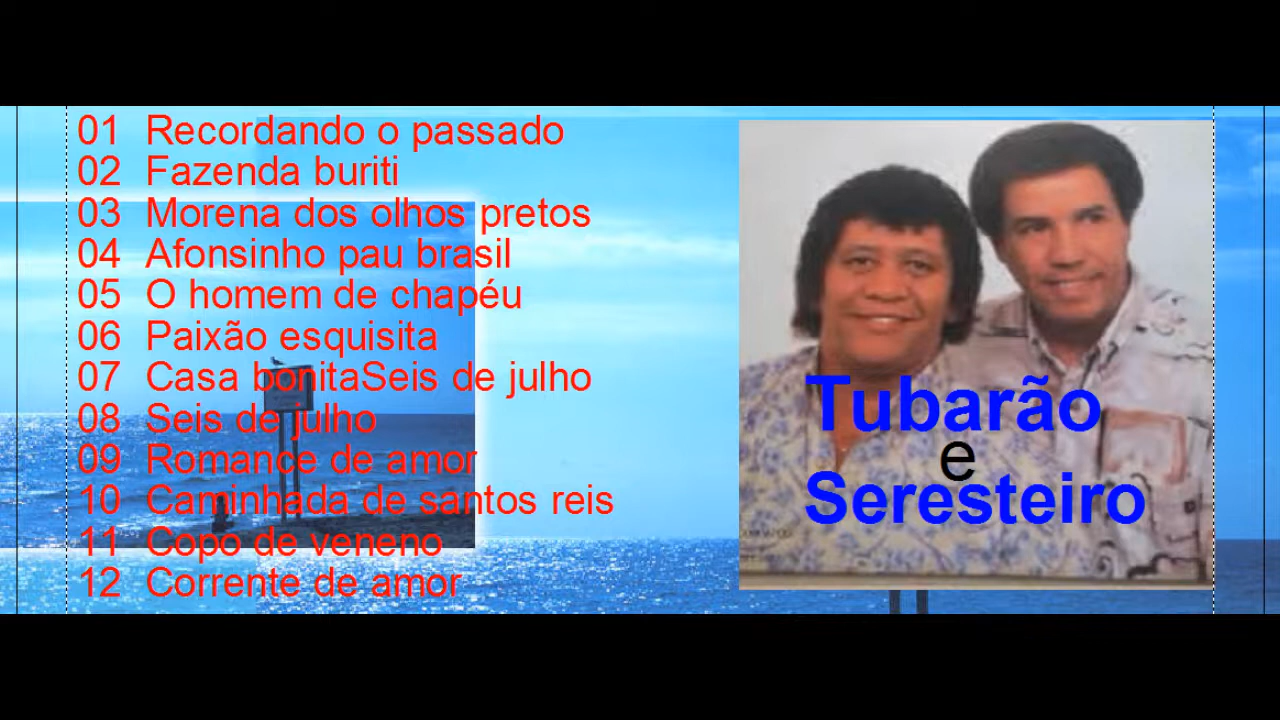 01 Recordando o passado
02 Fazenda buriti
03 Morena dos olhos pretos
04 Afonsinho pau brasil
05 O homem de chapéu
06 Paixão esquisita
07 Casa bonitaSeis de julho
08 Seis de julho
09 Romance de amor
10 Caminhada de santos reis
11 Copo de veneno
12 Corrente de amor
Tubarão
e
Seresteiro